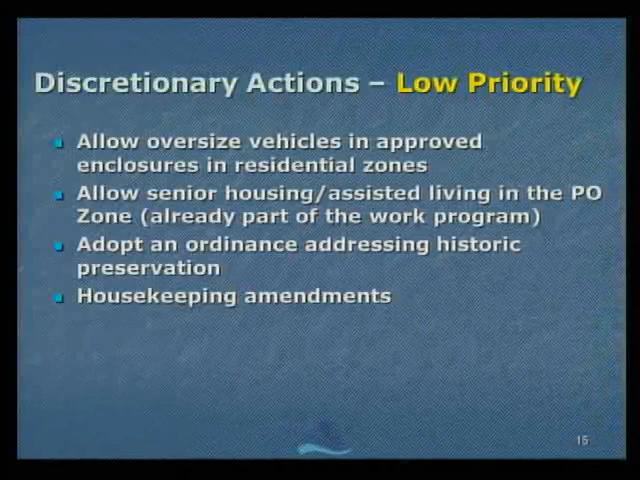 Discretionary Actions – Low Priority
Allow oversize vehicles in approved
enclosures in residential zones
Allow senior housing/assisted living in the PO
Zone (already part of the work program)
Adopt an ordinance addressing historic
preservation
Housekeeping amendments
15